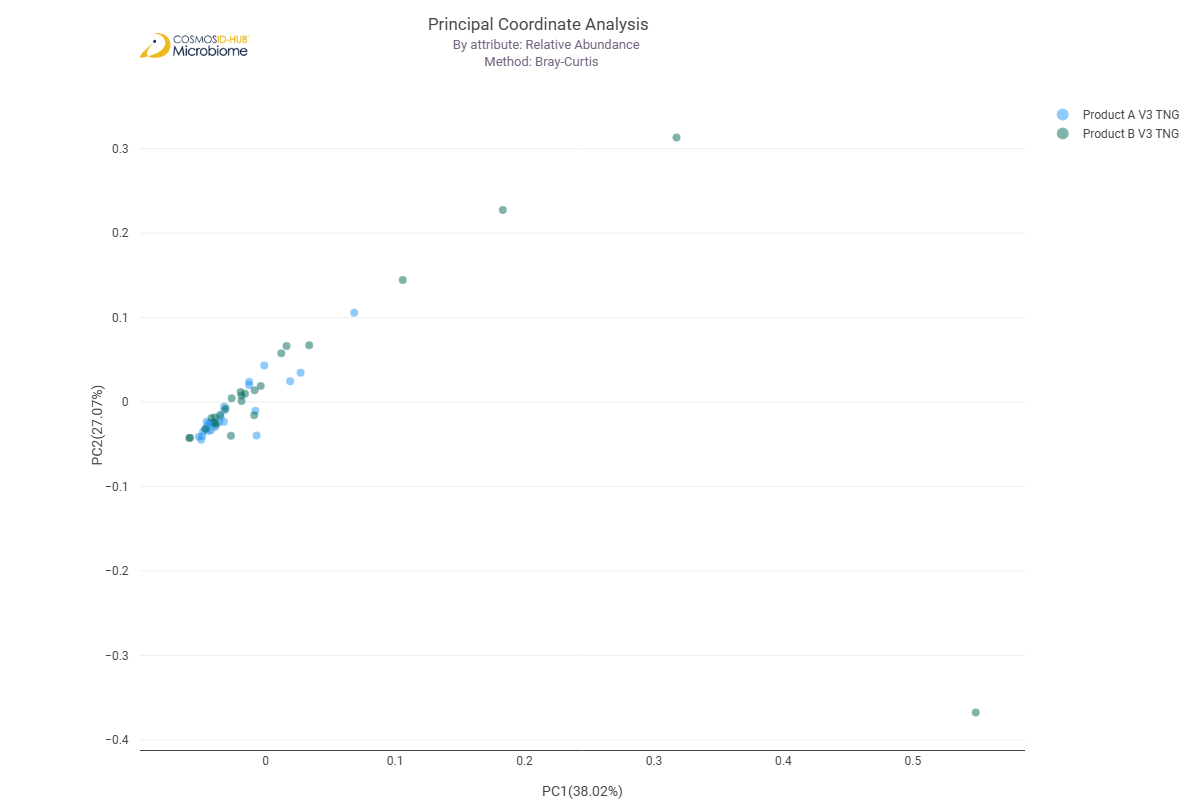 Principal Coordinate Analysis
By attribute: Relative Abundance
Method: Bray-Curtis
COSMOSID-HUB
Microbiome
Product A V3 TNG
Product B V3 TNG
0.3
0.2
0.1
0
−0.1
−0.2
−0.3
−0.4
PC2(27.07%)
0 0.1 0.2 0.3 0.4 0.5
PC1(38.02%)